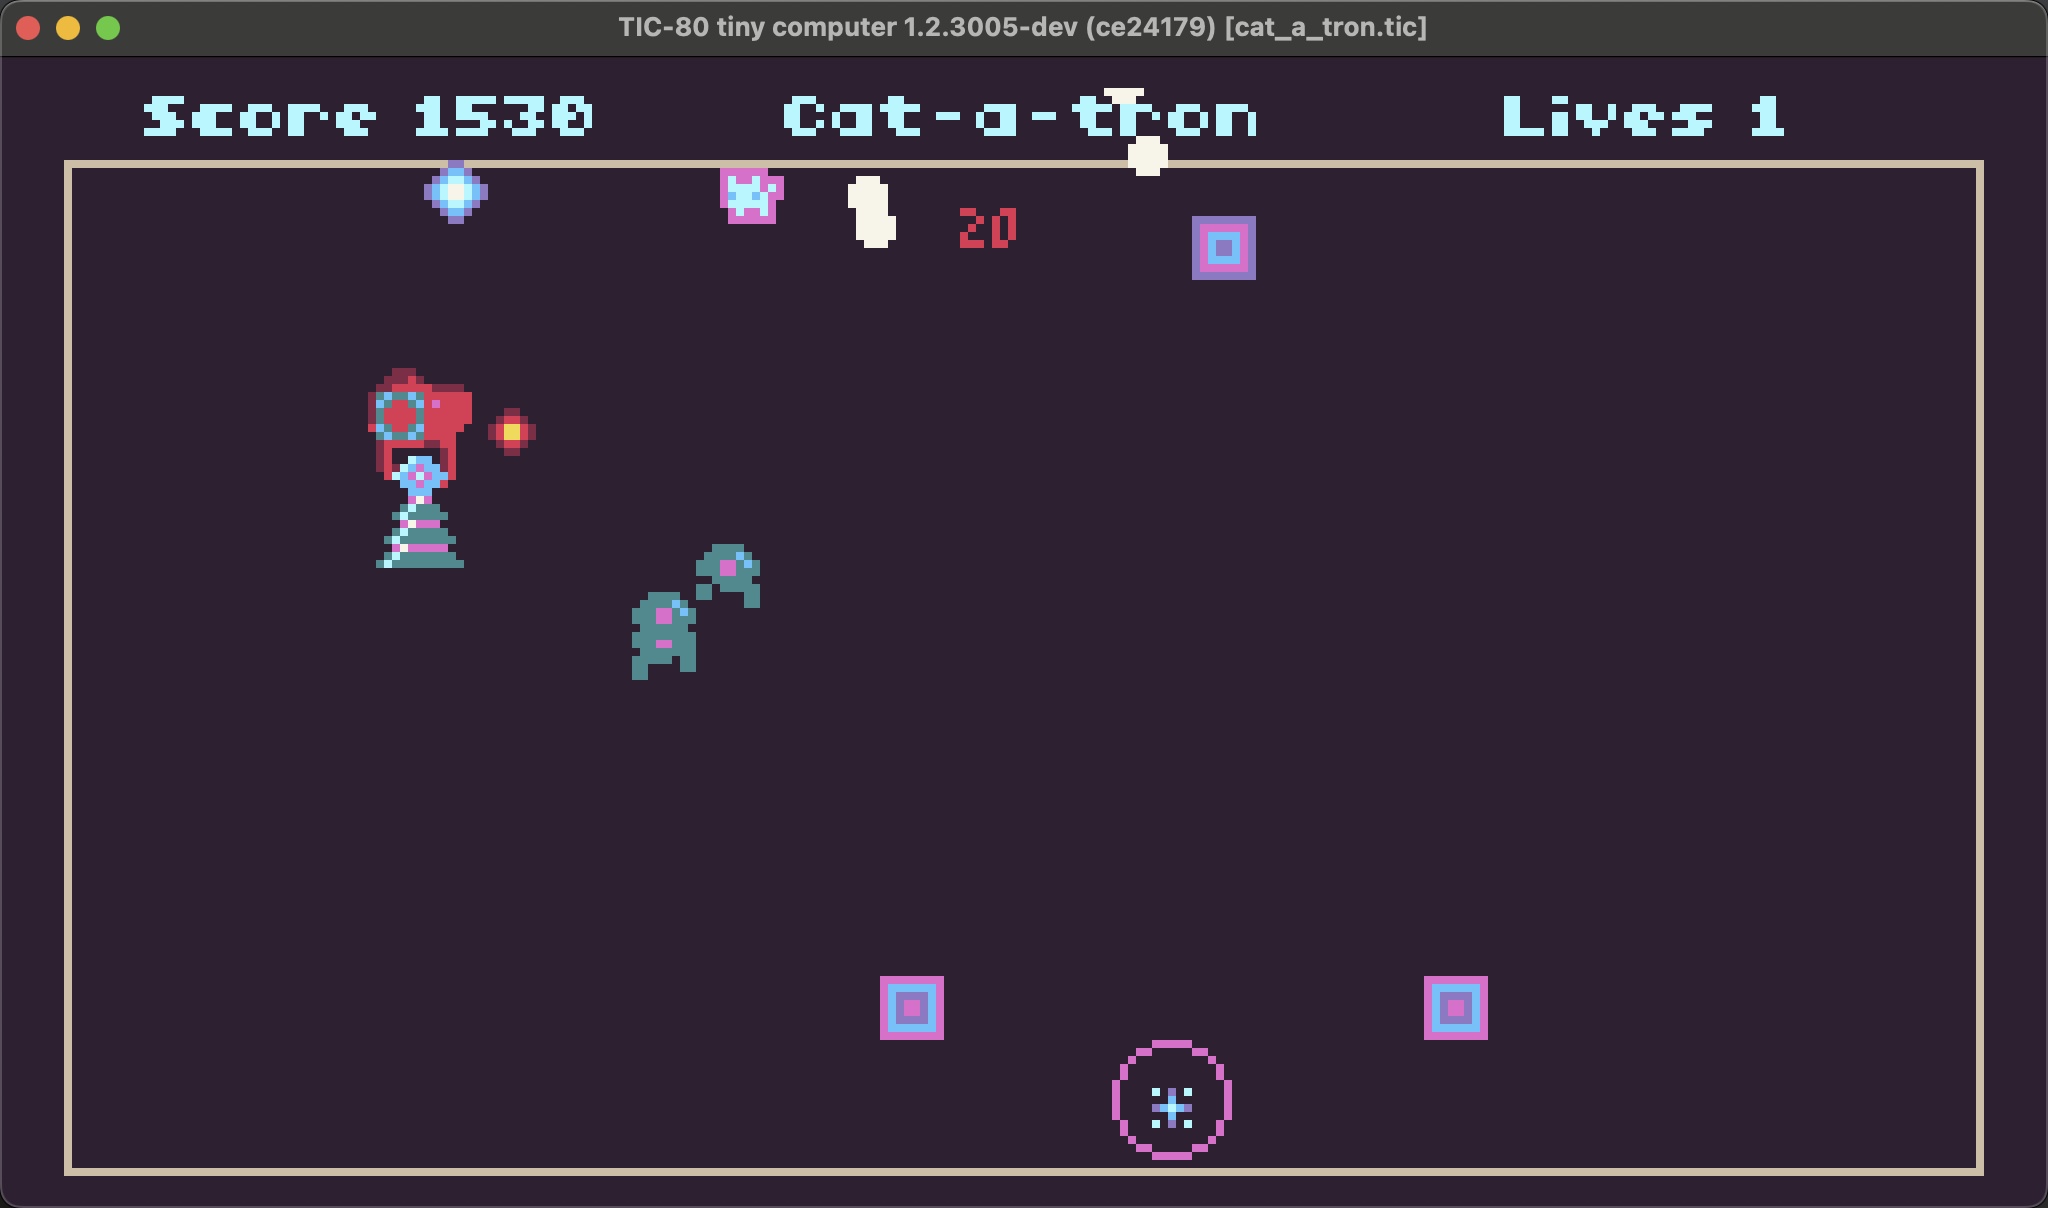 TIC-80 tiny computer 1.2.3005-dev (ce24179) [cat_a_tron.tic]
Score 1530 Cat-a-tron Lives 1
20